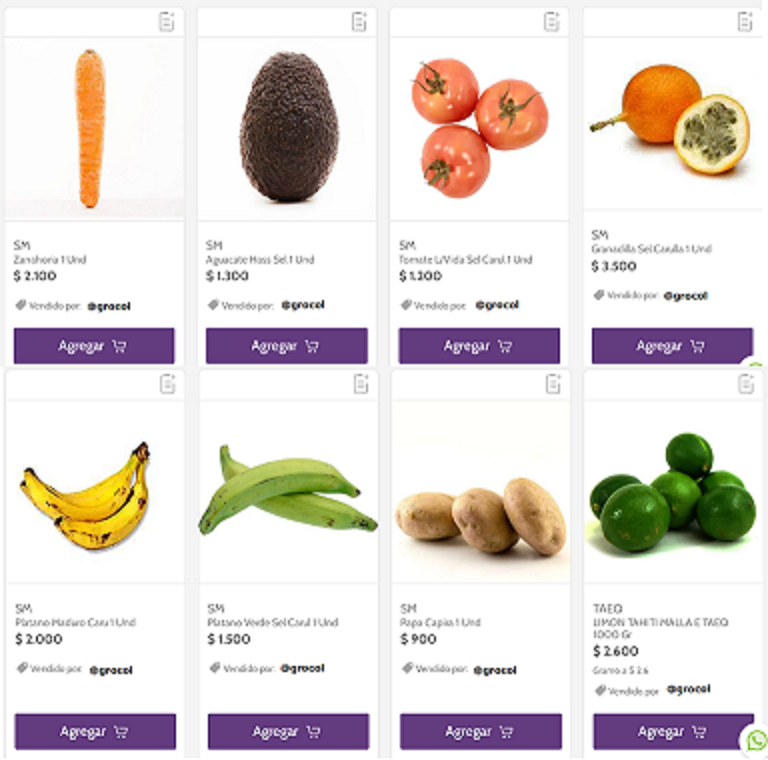 SM
Zanahoria 1 Und
$ 2.100
Vendido por: @grocol
Agregar
SM
Aguacate Hass Sel 1 Und
$ 1.300
Vendido por: @grocol
Agregar
SM
Tomate L/Vida Sel Carul 1 Und
$ 1.200
Vendido por: @grocol
Agregar
SM
Granadilla Sel Carulla 1 Und
$ 3.500
Vendido por: @grocol
Agregar
SM
Platano Maduro Caru 1 Und
$ 2.000
Vendido por: @grocol
Agregar
SM
Platano Verde Sel Carul 1 Und
$ 1.500
Vendido por: @grocol
Agregar
SM
Papa Capira 1 Und
$ 900
Vendido por: @grocol
Agregar
TAEQ
LIMON TAHITI MALLA E TAEQ
1000 Gr
$ 2.600
Gramo a $ 2.6
Vendido por: @grocol
Agregar